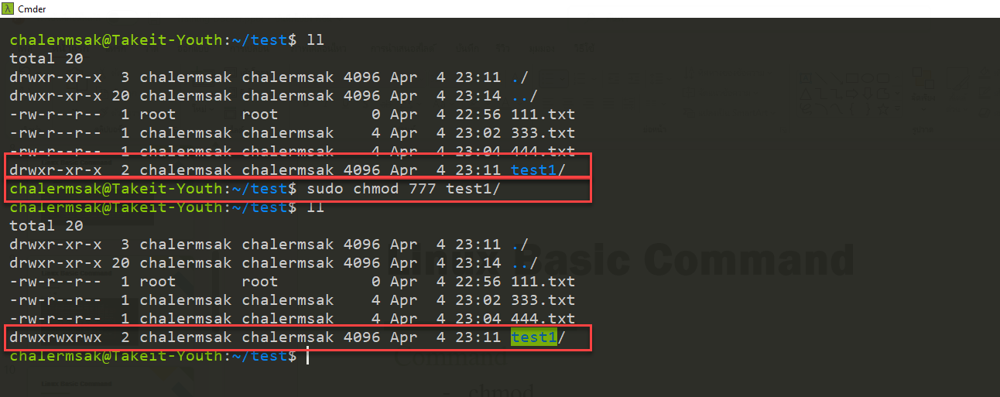 Cmder
chalermsak@Takeit-Youth:~/test$ ll
total 20
drwxr-xr-x  3 chalermsak chalermsak 4096 Apr  4 23:11 ./
drwxr-xr-x 20 chalermsak chalermsak 4096 Apr  4 23:14 ../
-rw-r--r--  1 root       root          0 Apr  4 22:56 111.txt
-rw-r--r--  1 chalermsak chalermsak    4 Apr  4 23:02 333.txt
-rw-r--r--  1 chalermsak chalermsak    4 Apr  4 23:04 444.txt
drwxr-xr-x  2 chalermsak chalermsak 4096 Apr  4 23:11 test1/
chalermsak@Takeit-Youth:~/test$ sudo chmod 777 test1/
chalermsak@Takeit-Youth:~/test$ ll
total 20
drwxr-xr-x  3 chalermsak chalermsak 4096 Apr  4 23:11 ./
drwxr-xr-x 20 chalermsak chalermsak 4096 Apr  4 23:14 ../
-rw-r--r--  1 root       root          0 Apr  4 22:56 111.txt
-rw-r--r--  1 chalermsak chalermsak    4 Apr  4 23:02 333.txt
-rw-r--r--  1 chalermsak chalermsak    4 Apr  4 23:04 444.txt
drwxrwxrwx  2 chalermsak chalermsak 4096 Apr  4 23:11 test1/
chalermsak@Takeit-Youth:~/test$
Linux Basic Command
Command
- chmod
Linux Basic Command